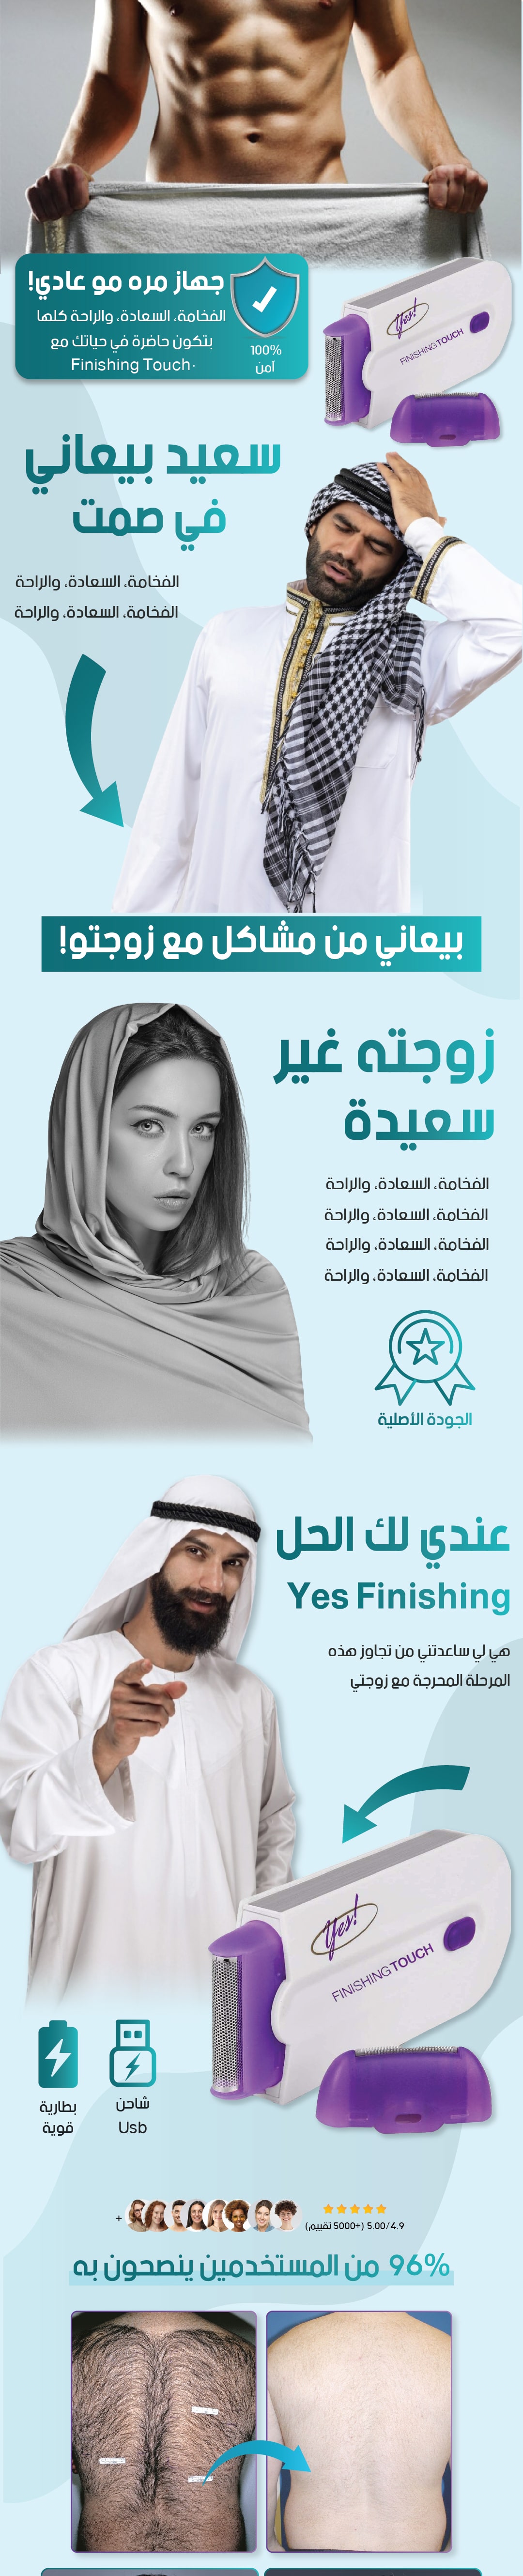 جهاز مره مو عادي!
الفخامة، السعادة، والراحة كلها
بتكون حاضرة في حياتك مع
Finishing Touch·
100%
آمن
Yes!
FINISHING TOUCH
سعيد بيعاني
في صمت
الفخامة، السعادة، والراحة
الفخامة، السعادة، والراحة
بيعاني من مشاكل مع زوجتو!
زوجته غير
سعيدة
الفخامة، السعادة، والراحة
الفخامة، السعادة، والراحة
الفخامة، السعادة، والراحة
الفخامة، السعادة، والراحة
الجودة الأصلية
عندي لك الحل
Yes Finishing
هي لي ساعدتني من تجاوز هذه
المرحلة المحرجة مع زوجتي
Yes!
FINISHING TOUCH
شاحن
Usb
بطارية
قوية
+
5.00/4.9 (+5000 تقييم)
96% من المستخدمين ينصحون به